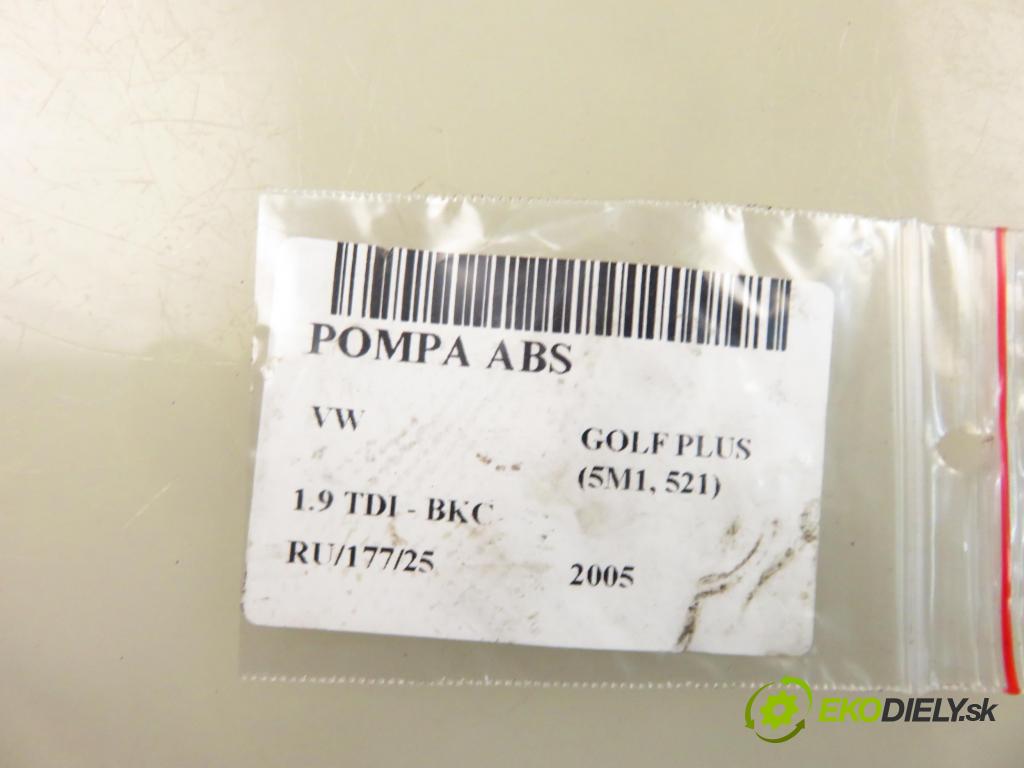 POMPA ABS
VW
GOLF PLUS
(5M1, 521)
1.9 TDI - BKC
RU/177/25
2005
EKODIELY.sk